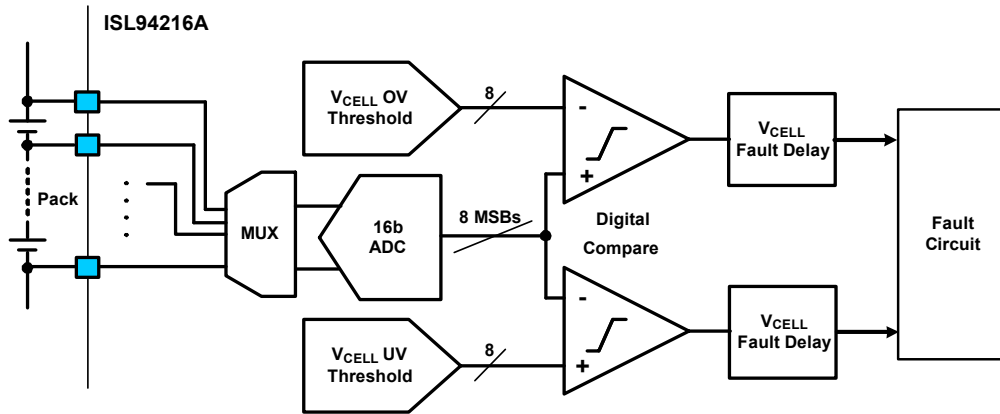 ISL94216A
VCELL OV
Threshold
8
-
+
VCELL
Fault Delay
Pack
MUX
16b
ADC
8 MSBs
Digital
Compare
Fault
Circuit
VCELL UV
Threshold
8
-
+
VCELL
Fault Delay